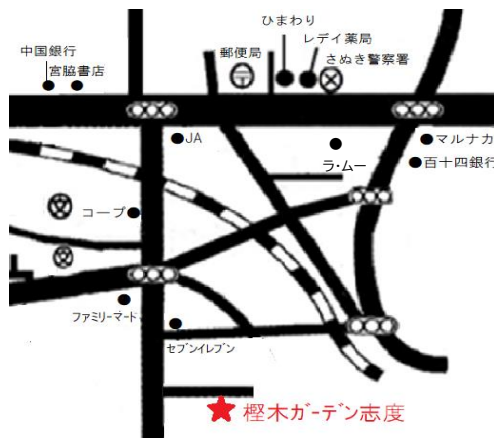 ひまわり
中国銀行
郵便局
レデイ薬局
宮脇書店
さぬき警察署
JA
マルナカ
ラ・ムー
百十四銀行
コープ
ファミリーマード
セブンイレブン
樫木ガーデン志度